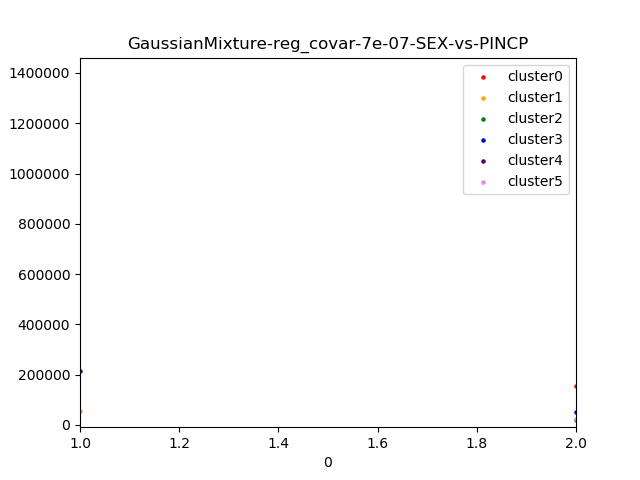 GaussianMixture-reg_covar-7e-07-SEX-vs-PINCP
1400000
1200000
1000000
800000
600000
400000
200000
0
1.0 1.2 1.4 1.6 1.8 2.0
0
cluster0
cluster1
cluster2
cluster3
cluster4
cluster5